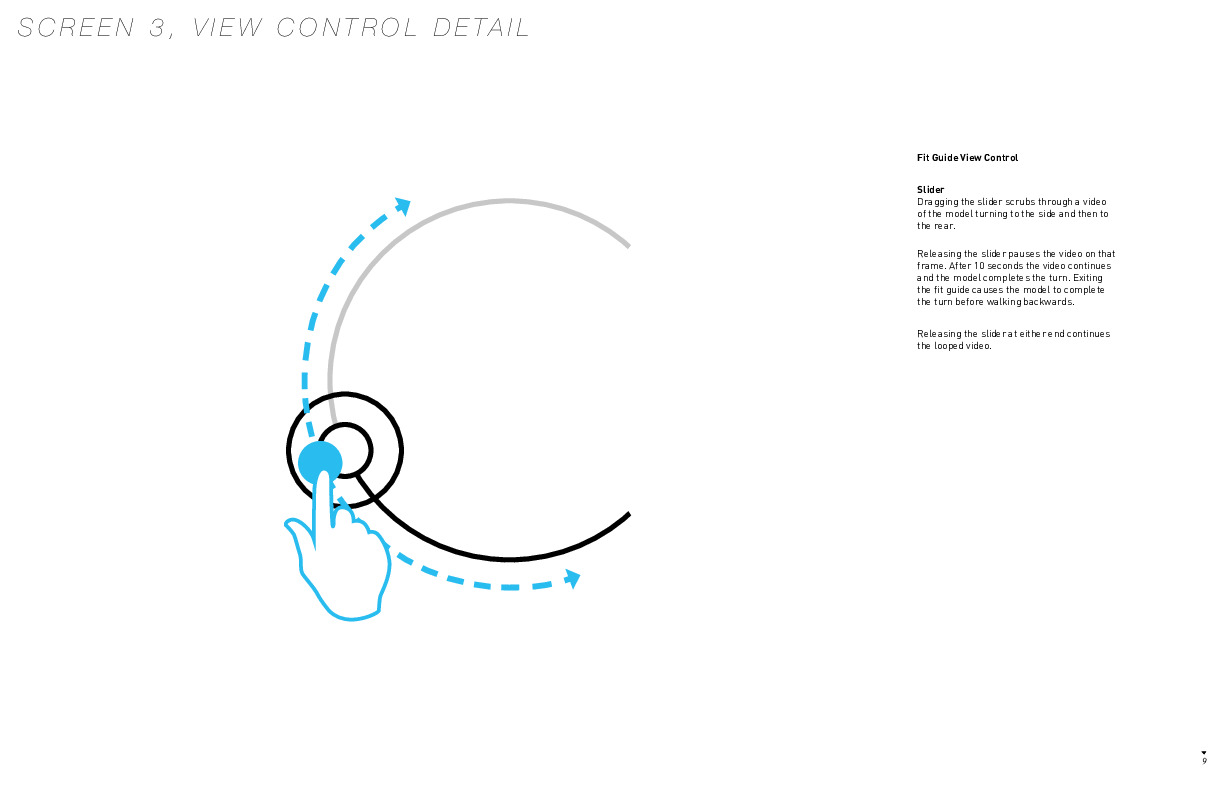 SCREEN 3, VIEW CONTROL DETAIL
Fit Guide View Control
Slider
Dragging the slider scrubs through a video
of the model turning to the side and then to
the rear.
Releasing the slider pauses the video on that
frame. After 10 seconds the video continues
and the model completes the turn. Exiting
the fit guide causes the model to complete
the turn before walking backwards.
Releasing the slider at either end continues
the looped video.
9